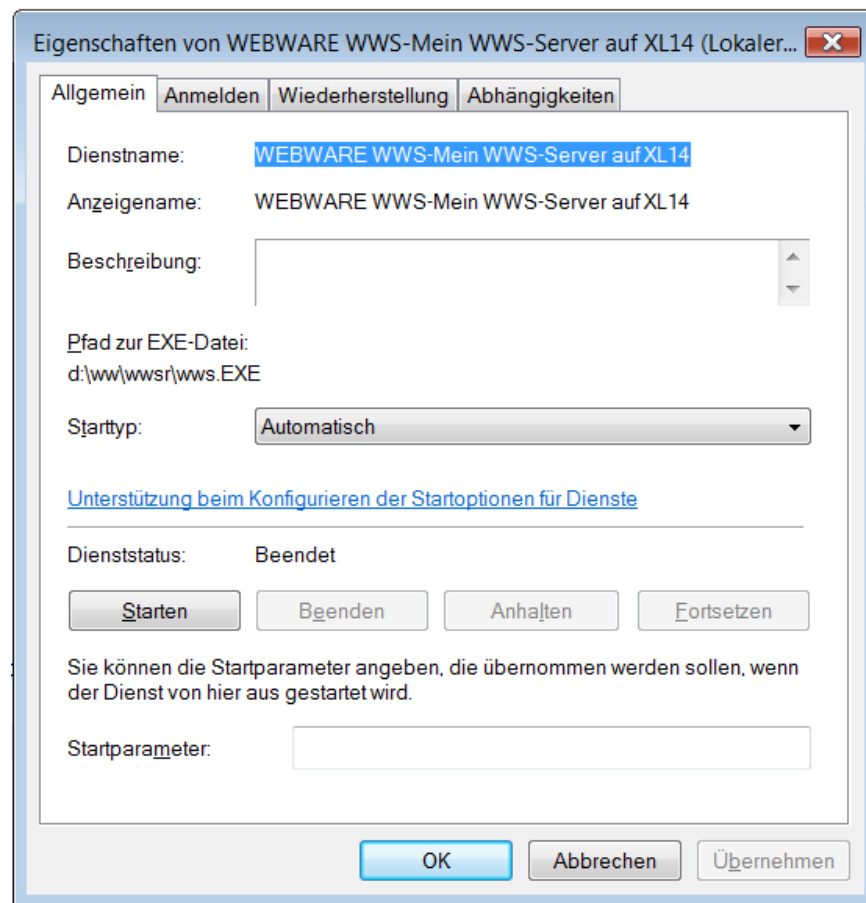 Eigenschaften von WEBWARE WWS-Mein WWS-Server auf XL14 (Lokaler...
Allgemein Anmelden Wiederherstellung Abhängigkeiten
Dienstname: WEBWARE WWS-Mein WWS-Server auf XL14
Anzeigename: WEBWARE WWS-Mein WWS-Server auf XL14
Beschreibung:
Pfad zur EXE-Datei:
d:\ww\wwsr\wws.EXE
Starttyp: Automatisch
Unterstützung beim Konfigurieren der Startoptionen für Dienste
Dienststatus: Beendet
Starten Beenden Anhalten Fortsetzen
Sie können die Startparameter angeben, die übernommen werden sollen, wenn
der Dienst von hier aus gestartet wird.
Startparameter:
OK Abbrechen Übernehmen